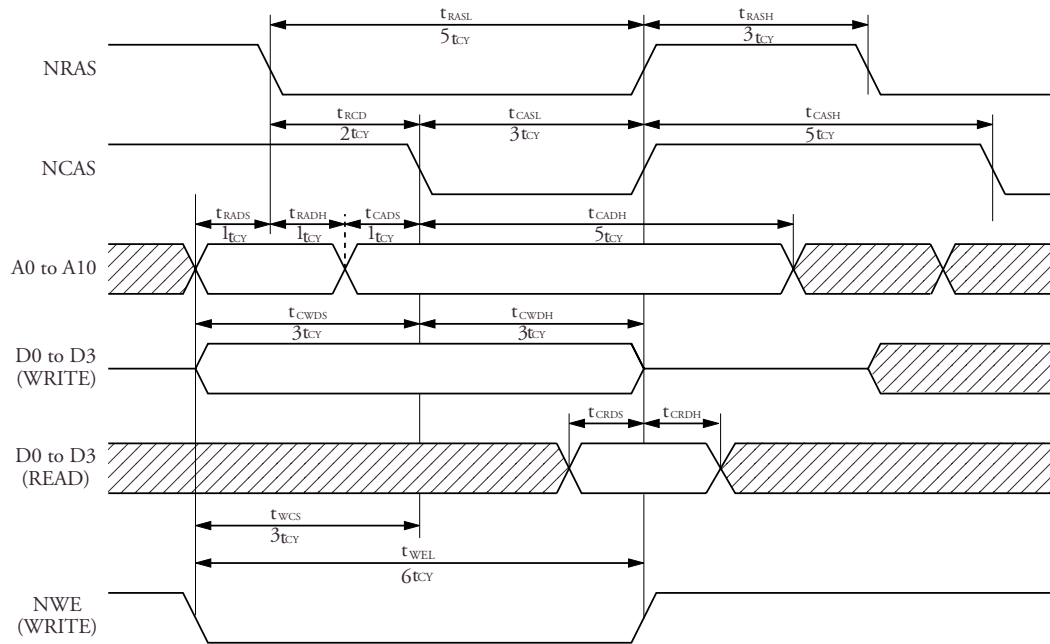 tRASL tRASH
5tCY 3tCY
NRAS
tRCD tCASL tCASH
2tCY 3tCY 5tCY
NCAS
tRADS tRADH tCADS tCADH
1tCY 1tCY 1tCY 5tCY
A0 to A10
tCWDS tCWDH
3tCY 3tCY
D0 to D3
(WRITE)
tCRDS tCRDH
D0 to D3
(READ)
tWCS
3tCY
tWEL
6tCY
NWE
(WRITE)